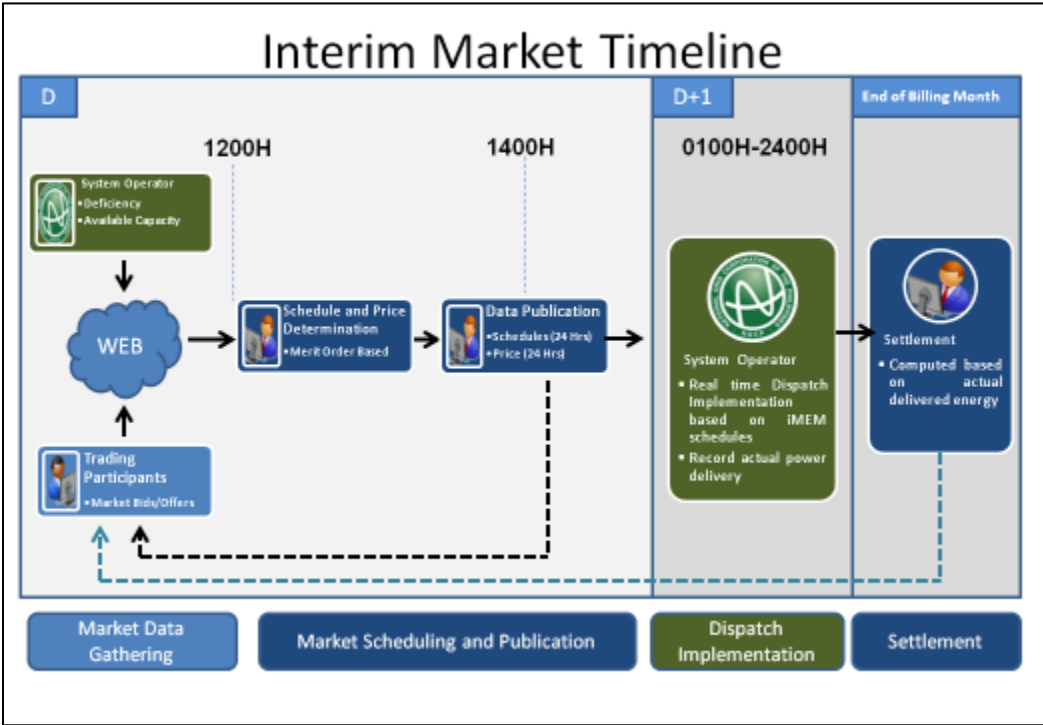 Interim Market Timeline
D
D+1
End of Billing Month
1200H
1400H
0100H-2400H
System Operator
• Deficiency
• Available Capacity
WEB
Trading
Participants
• Market Bids/Offers
Schedule and Price
Determination
• Merit Order Based
Data Publication
• Schedules (24 Hrs)
• Price (24 Hrs)
System Operator
• Real time Dispatch
Implementation
based on iMEM
schedules
• Record actual power
delivery
Settlement
• Computed based
on actual
delivered energy
Market Data
Gathering
Market Scheduling and Publication
Dispatch
Implementation
Settlement